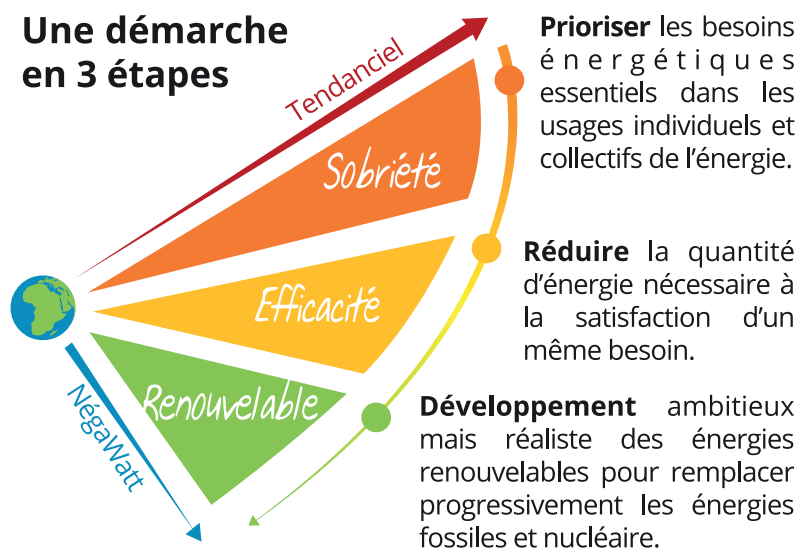 Une démarche
en 3 étapes
Tendanciel
Prioriser les besoins
énergétiques
essentiels dans les
usages individuels et
collectifs de l'énergie.
Sobriété
Efficacité
Réduire la quantité
d'énergie nécessaire à
la satisfaction d'un
même besoin.
Renouvelable
NégaWatt
Développement ambitieux
mais réaliste des énergies
renouvelables pour remplacer
progressivement les énergies
fossiles et nucléaire.